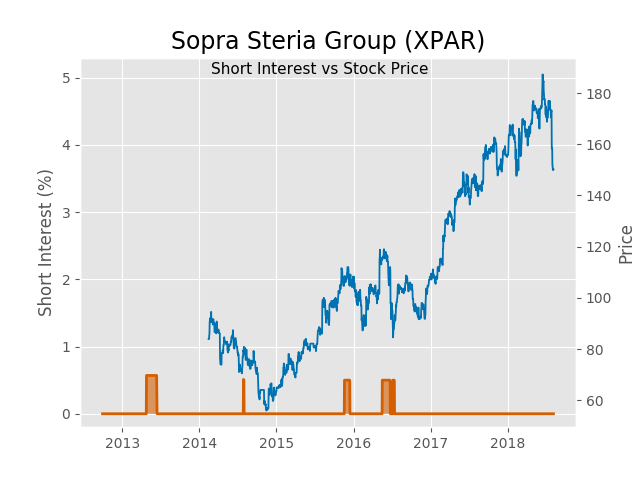 Sopra Steria Group (XPAR)
Short Interest vs Stock Price
Short Interest (%)
5
4
3
2
1
0
180
160
140
120
100
80
60
Price
2013 2014 2015 2016 2017 2018